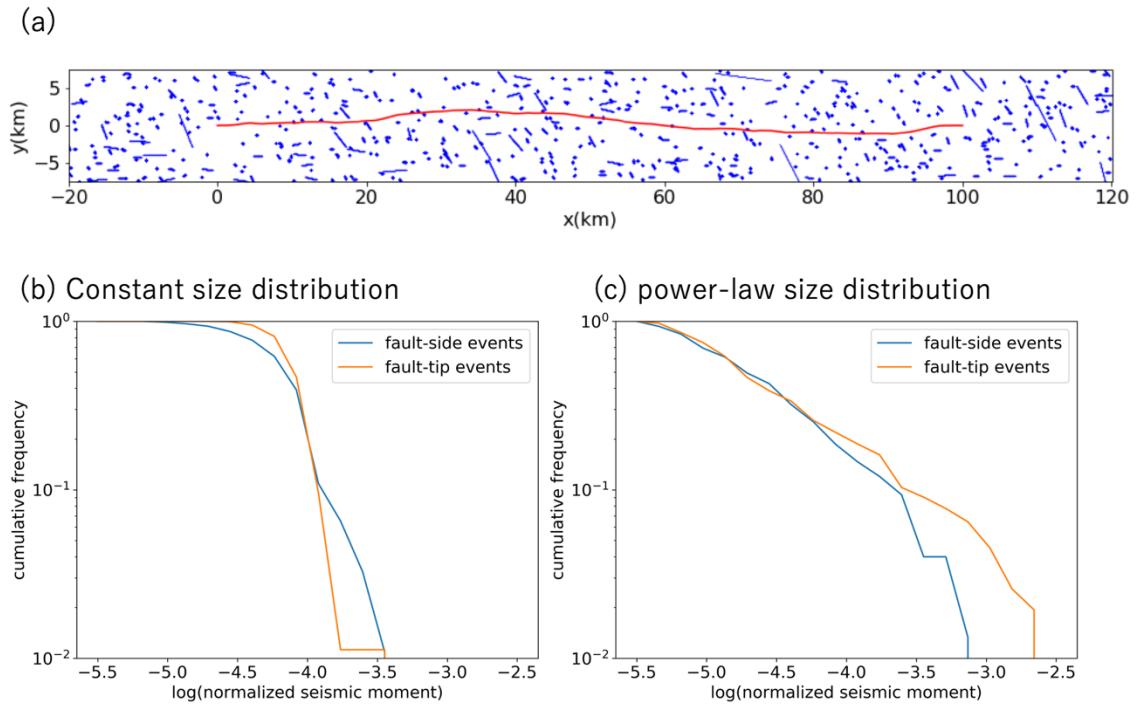 (a)
y(km)
5
0
−5
−20
0
20
40
60
80
100
120
x(km)
(b) Constant size distribution
10⁰
10⁻¹
10⁻²
cumulative frequency
fault-side events
fault-tip events
−5.5
−5.0
−4.5
−4.0
−3.5
−3.0
−2.5
log(normalized seismic moment)
(c) power-law size distribution
10⁰
10⁻¹
10⁻²
cumulative frequency
fault-side events
fault-tip events
−5.5
−5.0
−4.5
−4.0
−3.5
−3.0
−2.5
log(normalized seismic moment)